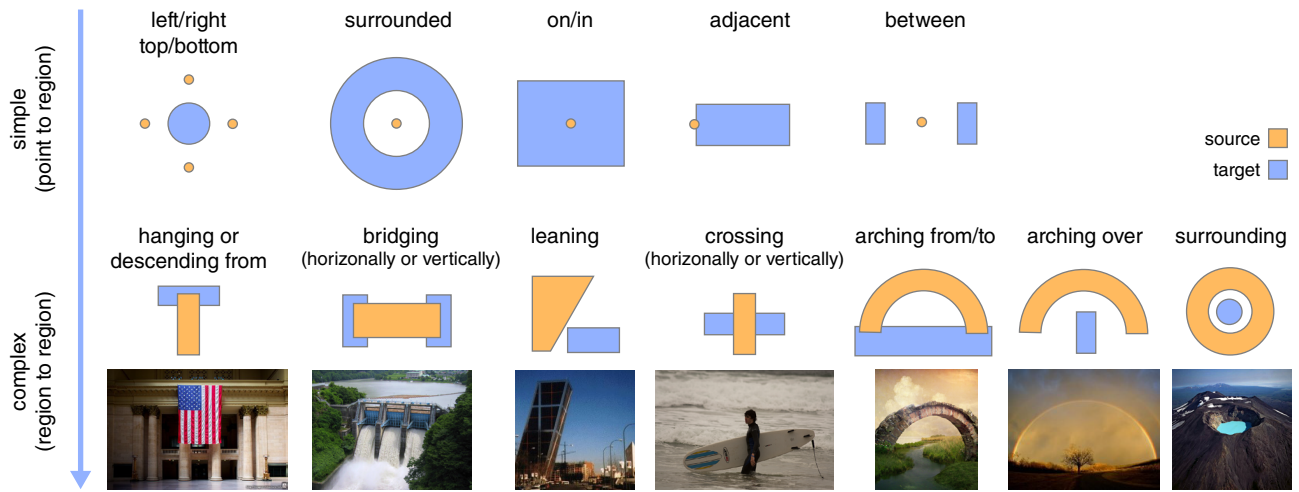 left/right
top/bottom
surrounded
on/in
adjacent
between
simple
(point to region)
source
target
hanging or
descending from
bridging
(horizonally or vertically)
leaning
crossing
(horizonally or vertically)
arching from/to
arching over
surrounding
complex
(region to region)